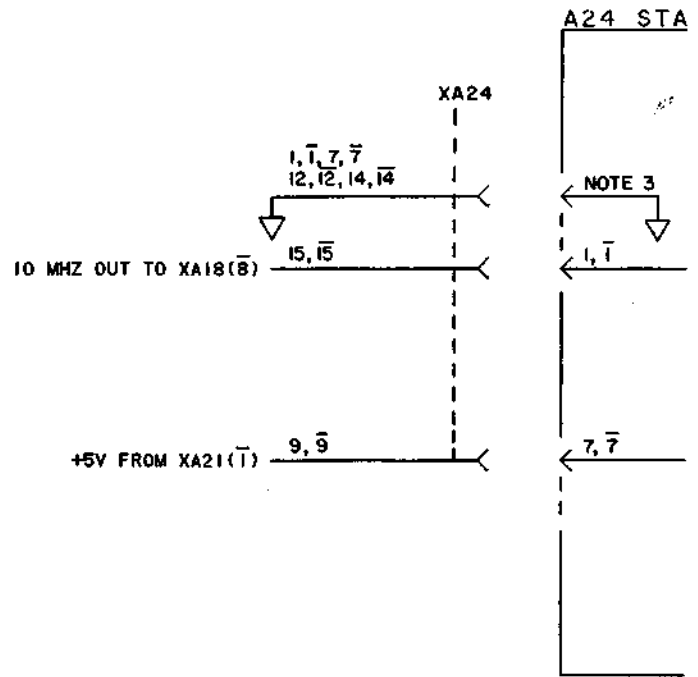 A24 STA
XA24
1, 1̅, 7, 7̅
12, 1̅2̅, 14, 1̅4̅
NOTE 3
10 MHZ OUT TO XA18(8̅)
15, 1̅5̅
1, 1̅
+5V FROM XA21(1̅)
9, 9̅
7, 7̅